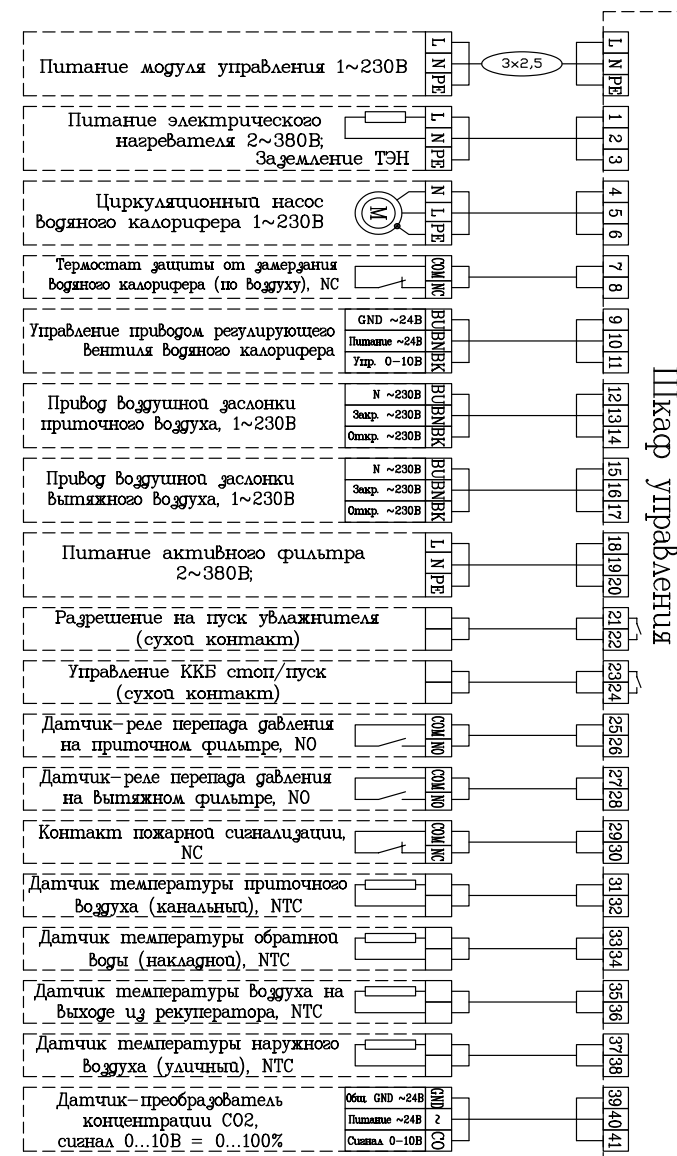 Питание модуля управления 1~230В
L
N
PE
3x2,5
L
N
PE
Питание электрического
нагревателя 2~380В;
Заземление ТЭН
L
N
PE
1
2
3
Циркуляционный насос
водяного калорифера 1~230В
M
N
L
PE
4
5
6
Термостат защиты от замерзания
водяного калорифера (по воздуху), NC
COM
NC
7
8
Управление приводом регулирующего
вентиля водяного калорифера
GND ~24В
Питание ~24В
Упр. 0-10В
BU
BN
BK
9
10
11
Привод воздушной заслонки
приточного воздуха, 1~230В
N ~230В
Закр. ~230В
Откр. ~230В
BU
BN
BK
12
13
14
Привод воздушной заслонки
вытяжного воздуха, 1~230В
N ~230В
Закр. ~230В
Откр. ~230В
BU
BN
BK
15
16
17
Питание активного фильтра
2~380В;
L
N
PE
18
19
20
Разрешение на пуск увлажнителя
(сухой контакт)
21
22
Управление ККБ стоп/пуск
(сухой контакт)
23
24
Датчик-реле перепада давления
на приточном фильтре, NO
COM
NO
25
26
Датчик-реле перепада давления
на вытяжном фильтре, NO
COM
NO
27
28
Контакт пожарной сигнализации,
NC
COM
NC
29
30
Датчик температуры приточного
воздуха (канальный), NTC
31
32
Датчик температуры обратной
воды (накладной), NTC
33
34
Датчик температуры воздуха на
выходе из рекуператора, NTC
35
36
Датчик температуры наружного
воздуха (уличный), NTC
37
38
Датчик-преобразователь
концентрации CO2,
сигнал 0...10В = 0...100%
Общ. GND ~24В
Питание ~24В
Сигнал 0-10В
GND
~
CO
39
40
41
Шкаф управления